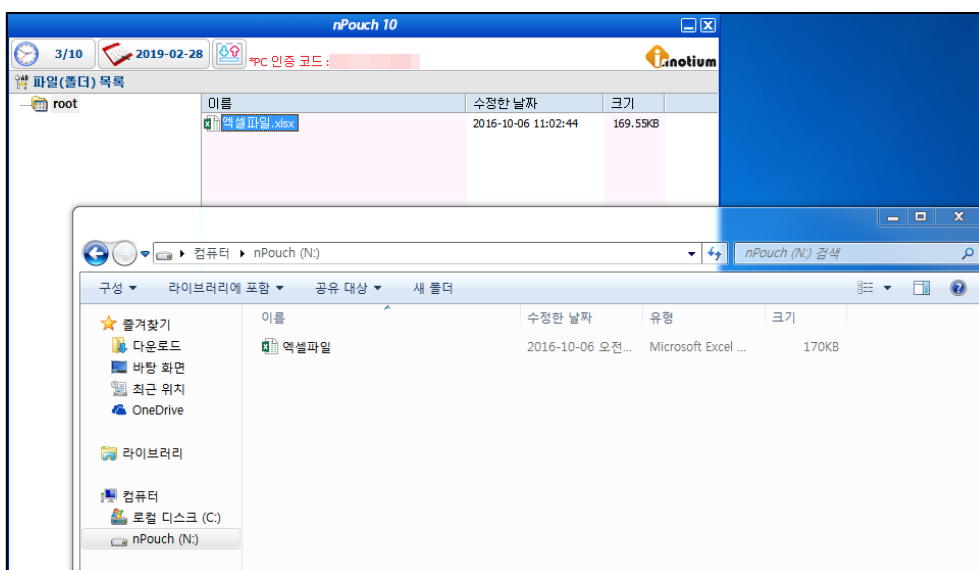 nPouch 10
3/10 2019-02-28 *PC 인증 코드 : inotium
파일(폴더) 목록
root 이름 수정한 날짜 크기
엑셀파일.xlsx 2016-10-06 11:02:44 169.55KB
컴퓨터 nPouch (N:) nPouch (N:) 검색
구성 라이브러리에 포함 공유 대상 새 폴더
즐겨찾기 이름 수정한 날짜 유형 크기
다운로드 엑셀파일 2016-10-06 오전... Microsoft Excel ... 170KB
바탕 화면
최근 위치
OneDrive
라이브러리
컴퓨터
로컬 디스크 (C:)
nPouch (N:)